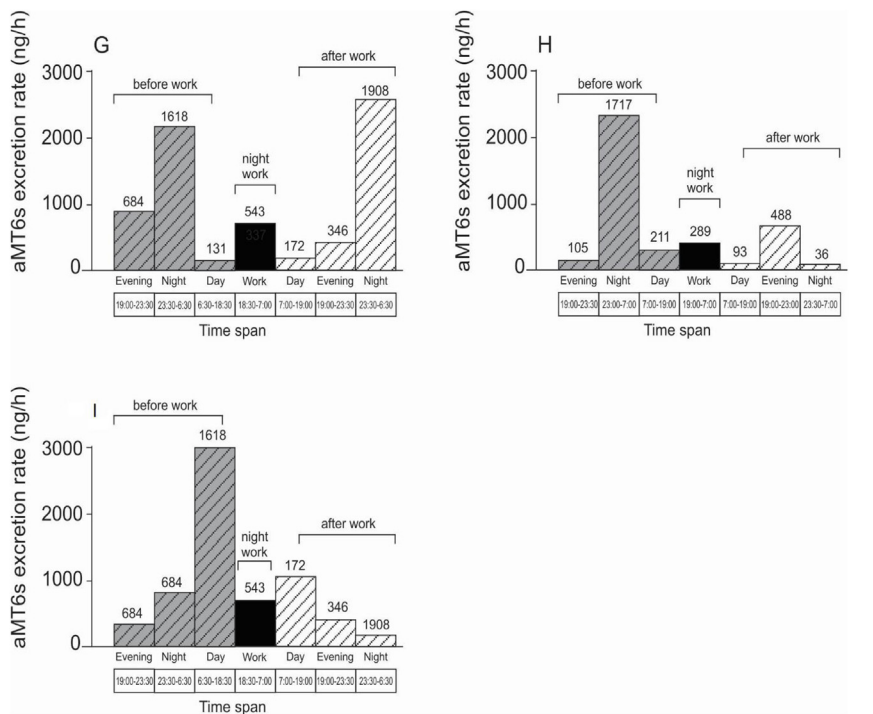 G
aMT6s excretion rate (ng/h)
3000
2000
1000
0
before work
after work
night
work
684
1618
131
543
337
172
346
1908
Evening Night Day Work Day Evening Night
19:00-23:30 23:30-6:30 6:30-18:30 18:30-7:00 7:00-19:00 19:00-23:30 23:30-6:30
Time span
H
aMT6s excretion rate (ng/h)
3000
2000
1000
0
before work
after work
night
work
105
1717
211
289
93
488
36
Evening Night Day Work Day Evening Night
19:00-23:30 23:00-7:00 7:00-19:00 19:00-7:00 7:00-19:00 19:00-23:00 23:30-7:00
Time span
I
aMT6s excretion rate (ng/h)
3000
2000
1000
0
before work
after work
night
work
684
684
1618
543
172
346
1908
Evening Night Day Work Day Evening Night
19:00-23:30 23:30-6:30 6:30-18:30 18:30-7:00 7:00-19:00 19:00-23:30 23:30-6:30
Time span